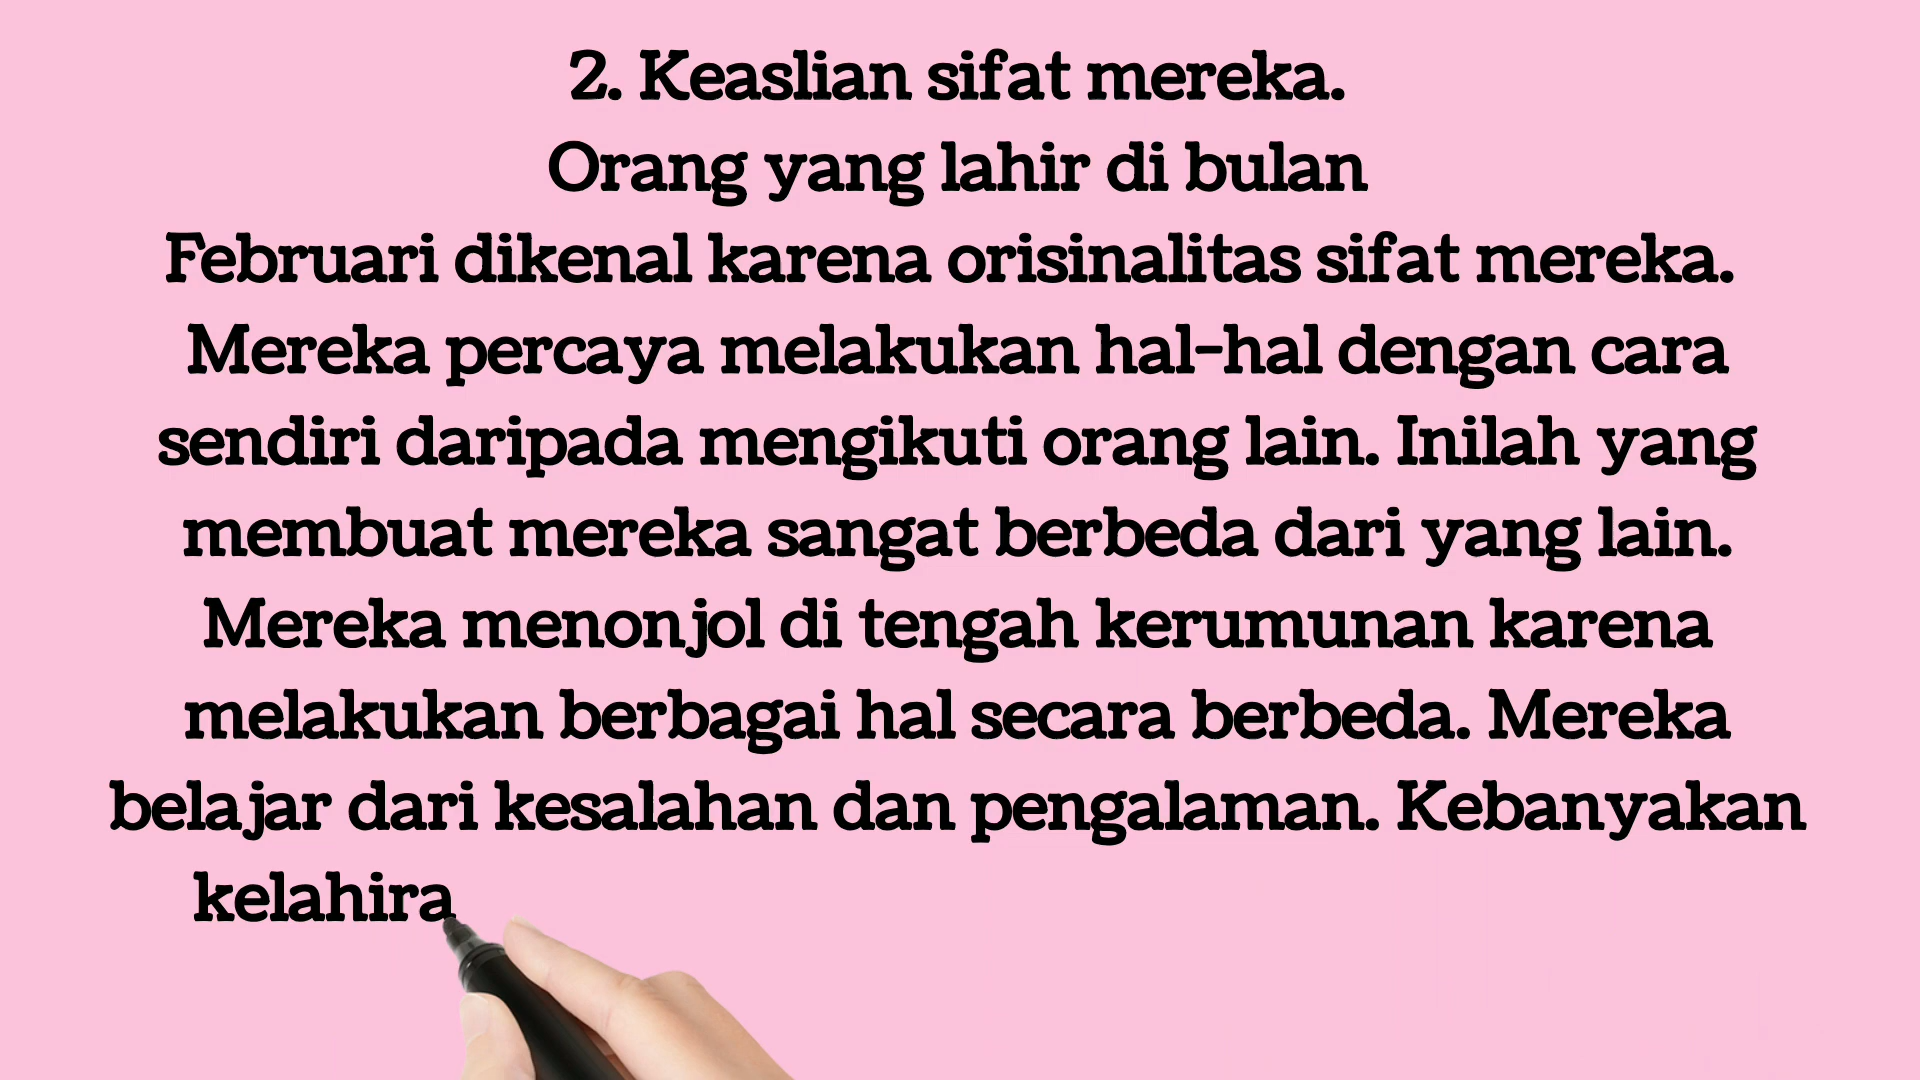 2. Keaslian sifat mereka.
Orang yang lahir di bulan
Februari dikenal karena orisinalitas sifat mereka.
Mereka percaya melakukan hal-hal dengan cara
sendiri daripada mengikuti orang lain. Inilah yang
membuat mereka sangat berbeda dari yang lain.
Mereka menonjol di tengah kerumunan karena
melakukan berbagai hal secara berbeda. Mereka
belajar dari kesalahan dan pengalaman. Kebanyakan
kelahira